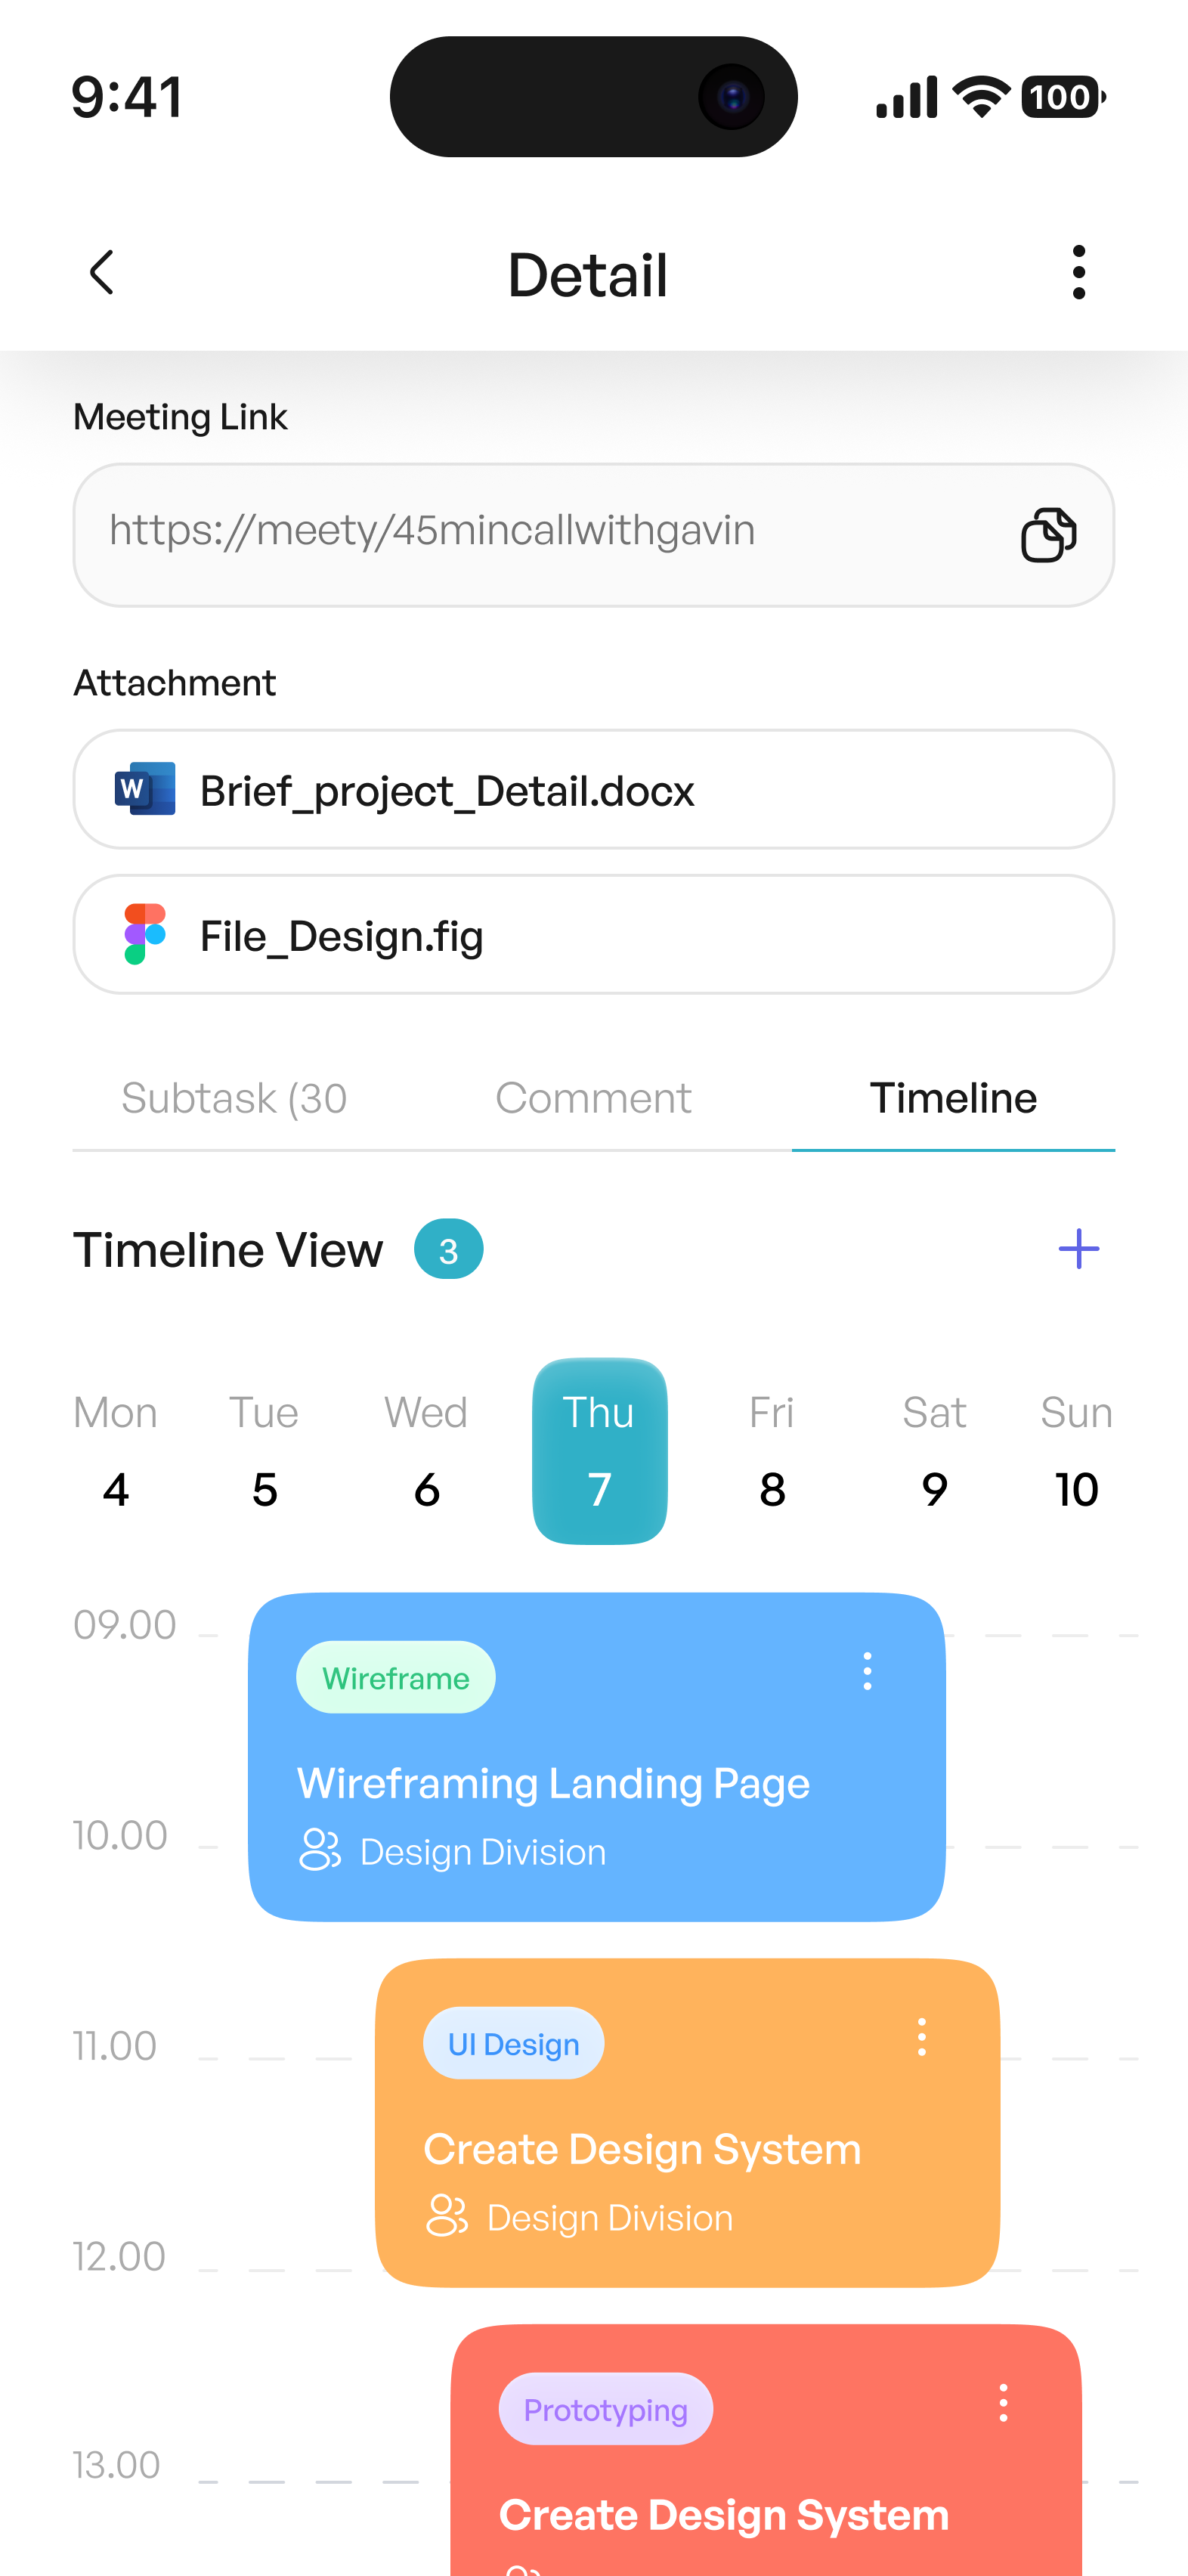 9:41
100
Detail
Meeting Link
https://meety/45mincallwithgavin
Attachment
W Brief_project_Detail.docx
File_Design.fig
Subtask (30 Comment Timeline
Timeline View 3
Mon Tue Wed Thu Fri Sat Sun
4 5 6 7 8 9 10
09.00
Wireframe
Wireframing Landing Page
10.00
Design Division
11.00
UI Design
Create Design System
Design Division
12.00
Prototyping
13.00
Create Design System